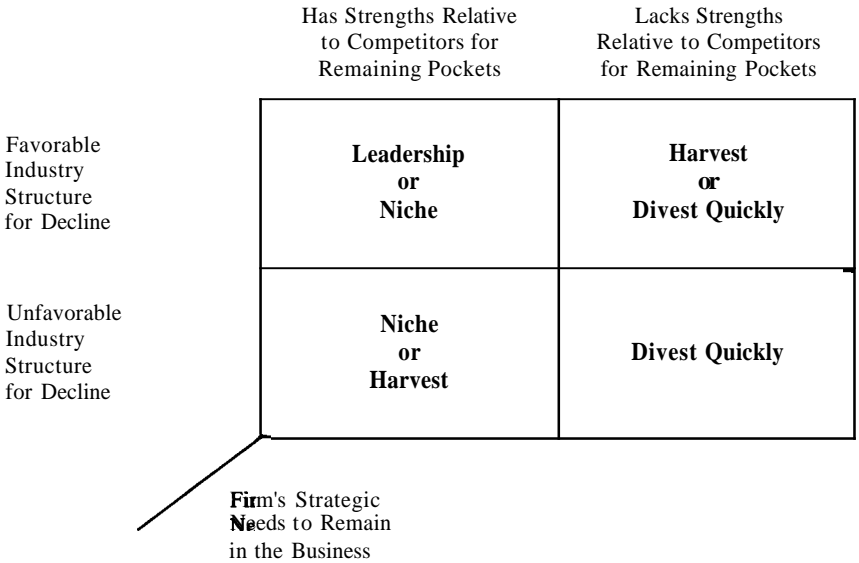 Has Strengths Relative
to Competitors for
Remaining Pockets
Lacks Strengths
Relative to Competitors
for Remaining Pockets
Favorable
Industry
Structure
for Decline
Leadership
or
Niche
Harvest
or
Divest Quickly
Unfavorable
Industry
Structure
for Decline
Niche
or
Harvest
Divest Quickly
Firm's Strategic
Needs to Remain
in the Business